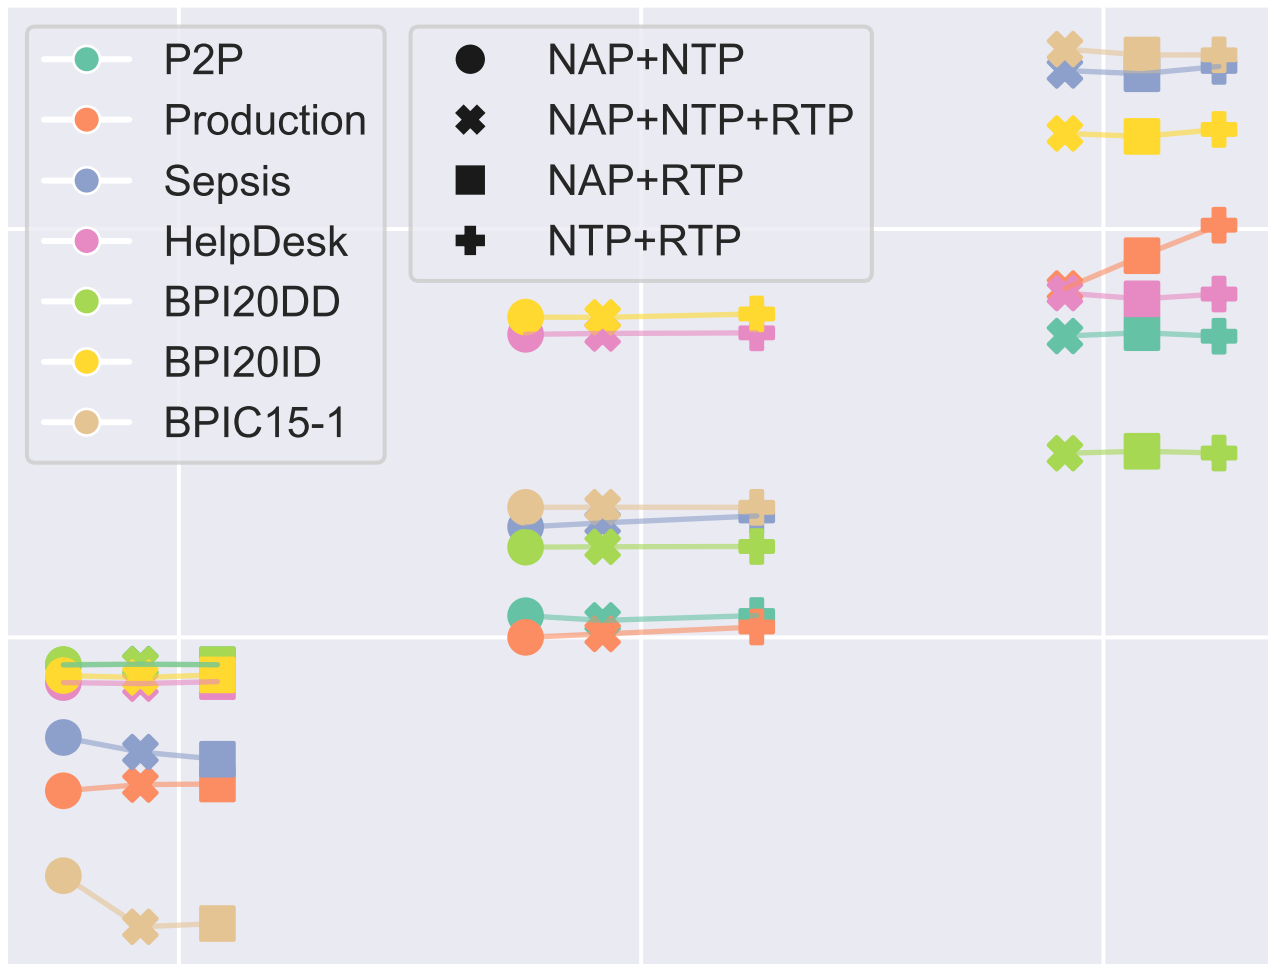 P2P
Production
Sepsis
HelpDesk
BPI20DD
BPI20ID
BPIC15-1
NAP+NTP
NAP+NTP+RTP
NAP+RTP
NTP+RTP